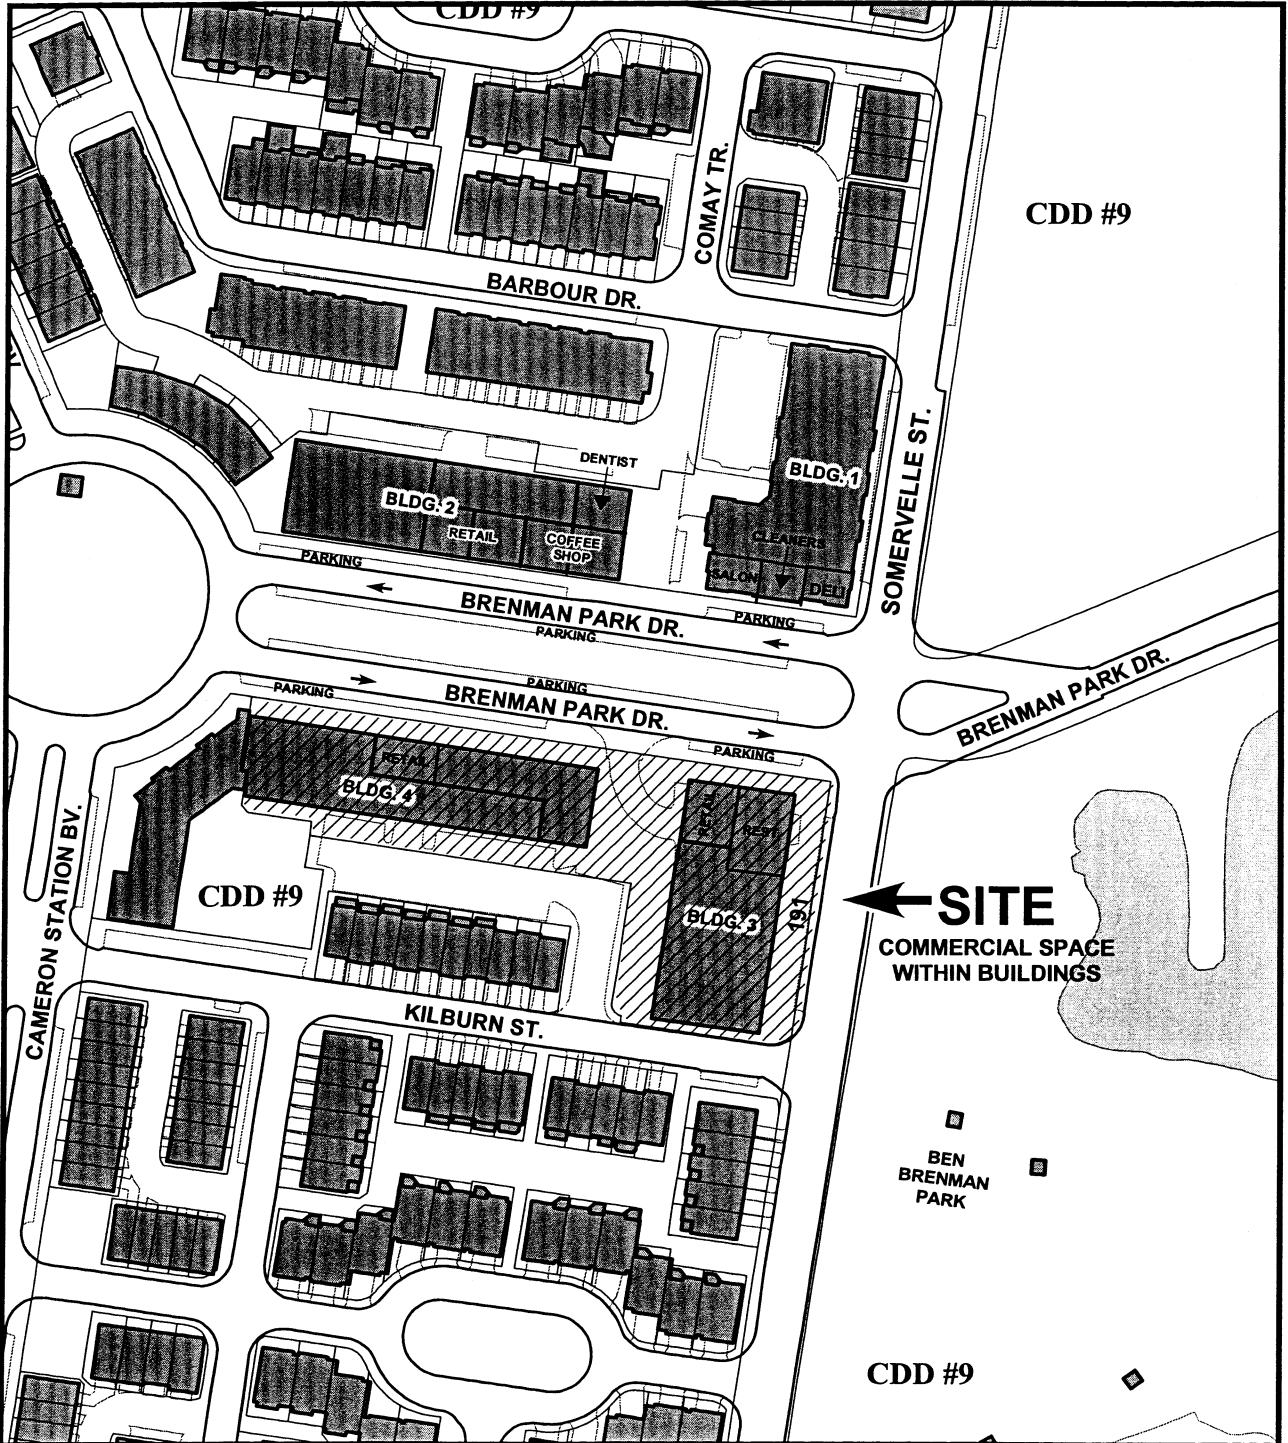 CDD #9
COMAY TR.
CDD #9
BARBOUR DR.
SOMERVELLE ST.
DENTIST
BLDG. 1
BLDG. 2
RETAIL
COFFEE
SHOP
CLEANERS
SALON
DELI
PARKING
BRENMAN PARK DR.
PARKING
PARKING
PARKING
PARKING
BRENMAN PARK DR.
PARKING
BRENMAN PARK DR.
RETAIL
BLDG. 4
RETAIL
REST.
BLDG. 3
191
CDD #9
CAMERON STATION BV.
SITE
COMMERCIAL SPACE
WITHIN BUILDINGS
KILBURN ST.
BEN
BRENMAN
PARK
CDD #9